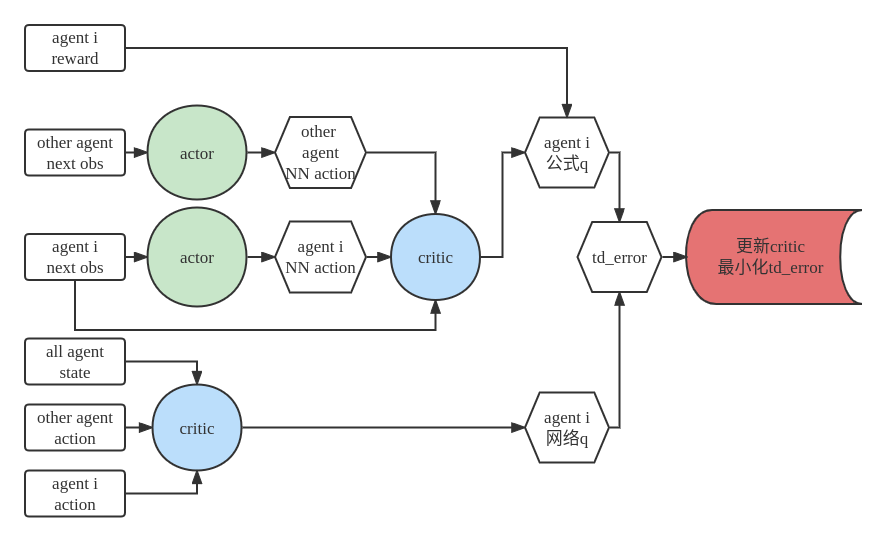 agent i
reward
other agent
next obs
actor
other
agent
NN action
agent i
公式q
agent i
next obs
actor
agent i
NN action
critic
td_error
更新critic
最小化td_error
all agent
state
other agent
action
critic
agent i
网络q
agent i
action